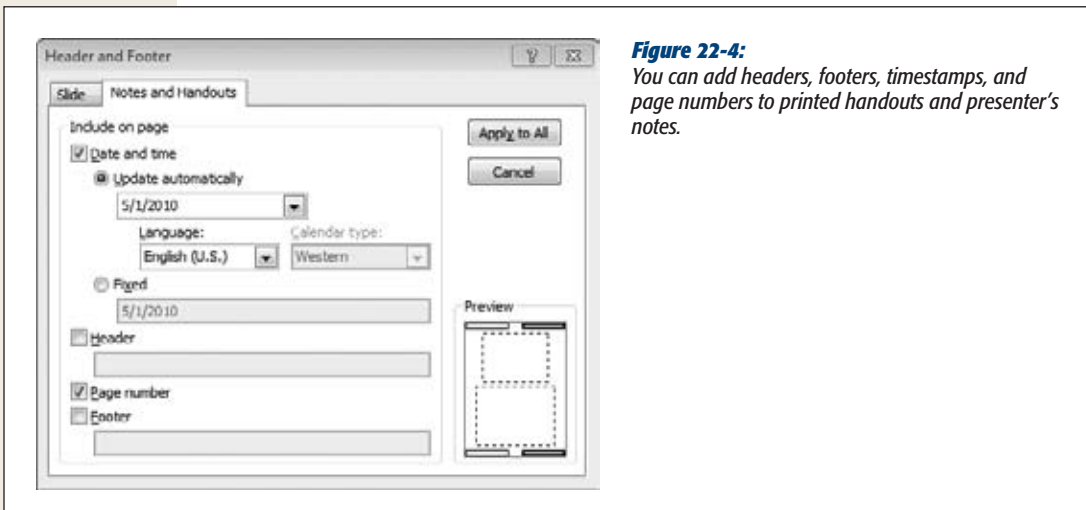 Header and Footer
Slide
Notes and Handouts
Include on page
Date and time
Update automatically
5/1/2010
Language:
Calendar type:
English (U.S.)
Western
Fixed
5/1/2010
Header
Page number
Footer
Apply to All
Cancel
Preview
Figure 22-4:
You can add headers, footers, timestamps, and
page numbers to printed handouts and presenter's
notes.